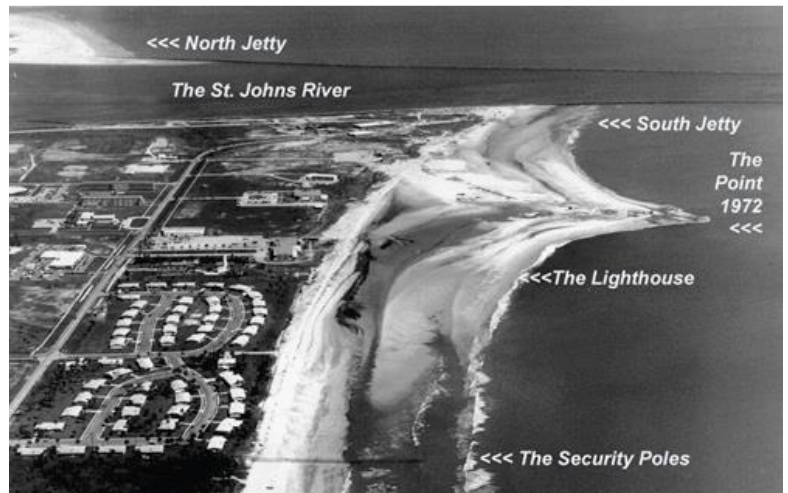 <<< North Jetty
The St. Johns River
<<< South Jetty
The
Point
1972
<<<
<<<The Lighthouse
<<< The Security Poles